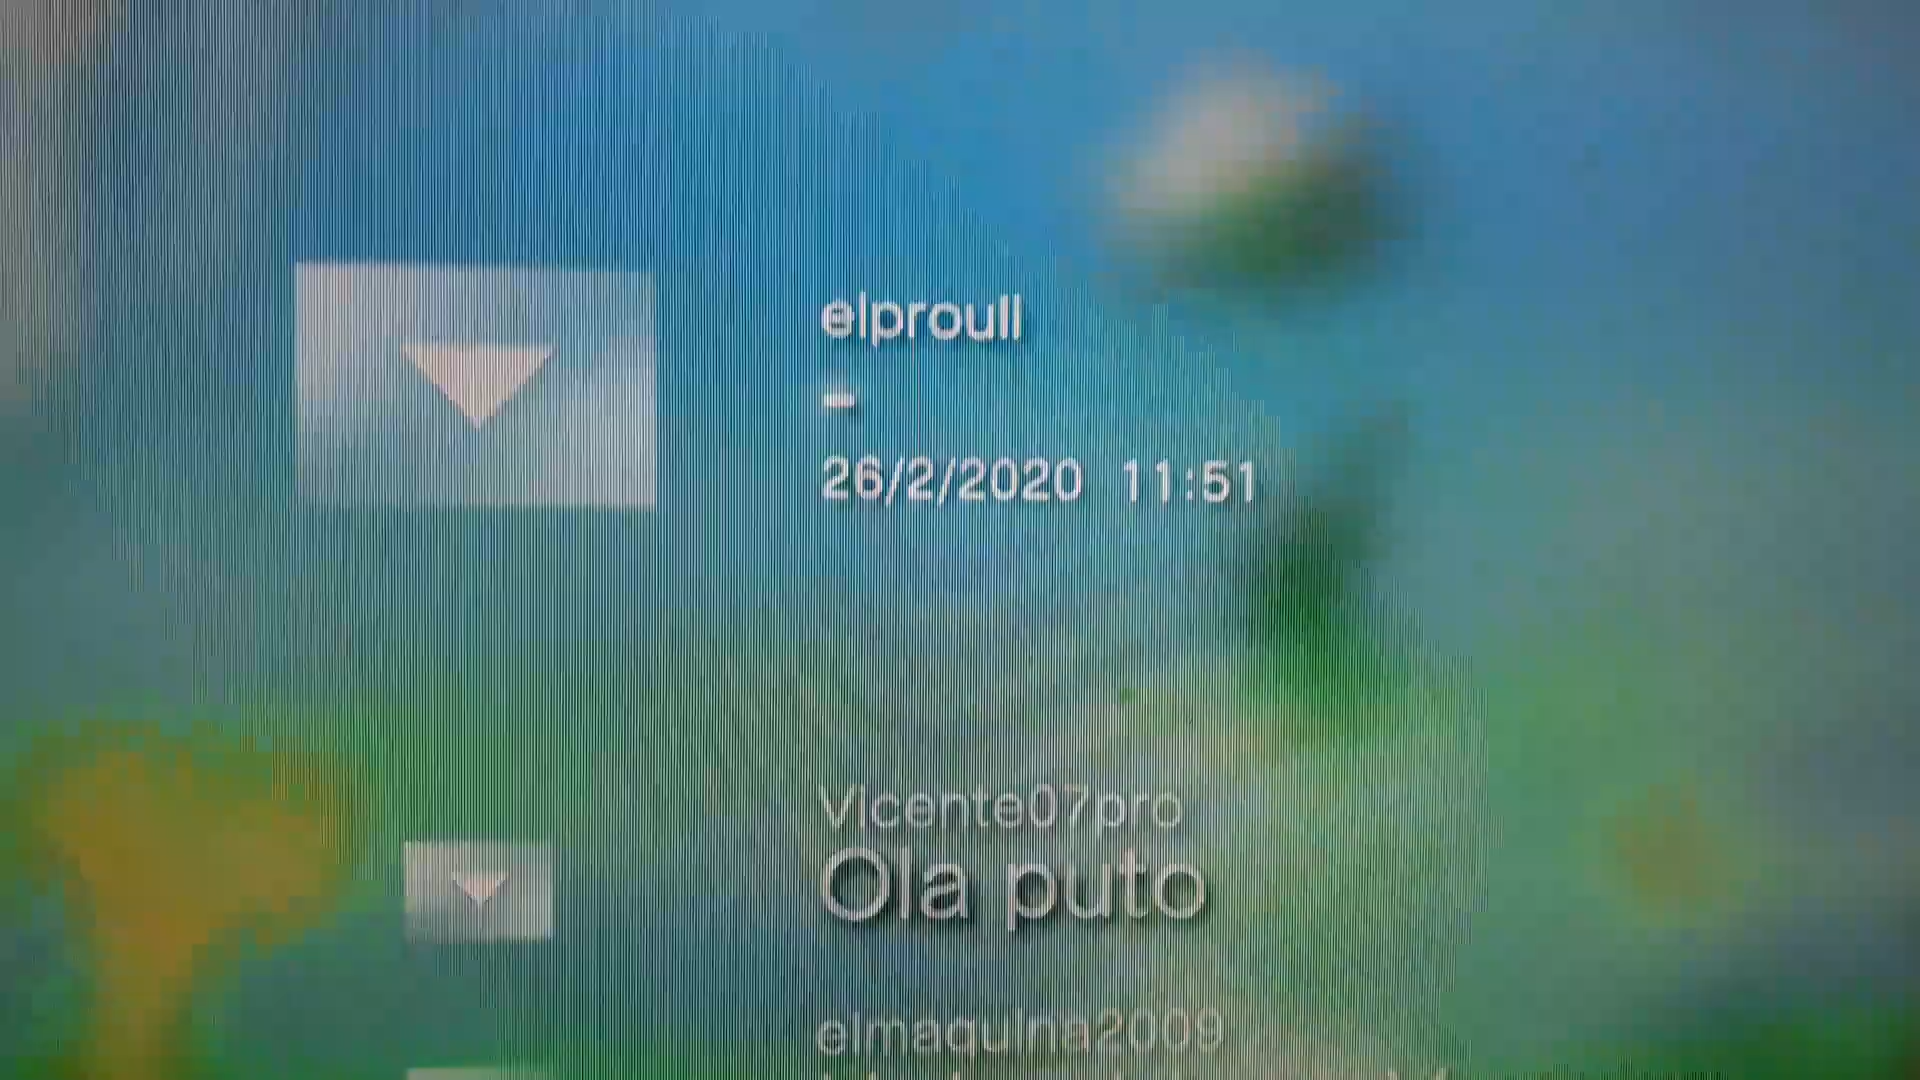 elproull
-
26/2/2020 11:51
Vicente07pro
Ola puto
elmaquina2009